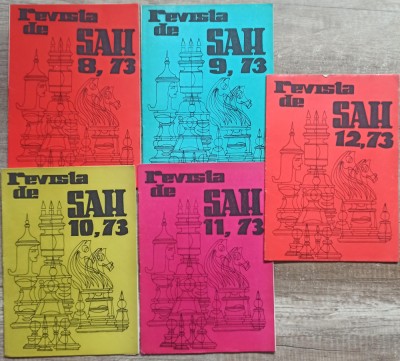 revista
de
SAH
8, 73
revista
de
SAH
9, 73
revista
de
SAH
12,73
revista
de
SAH
10,73
revista
de
SAH
11, 73